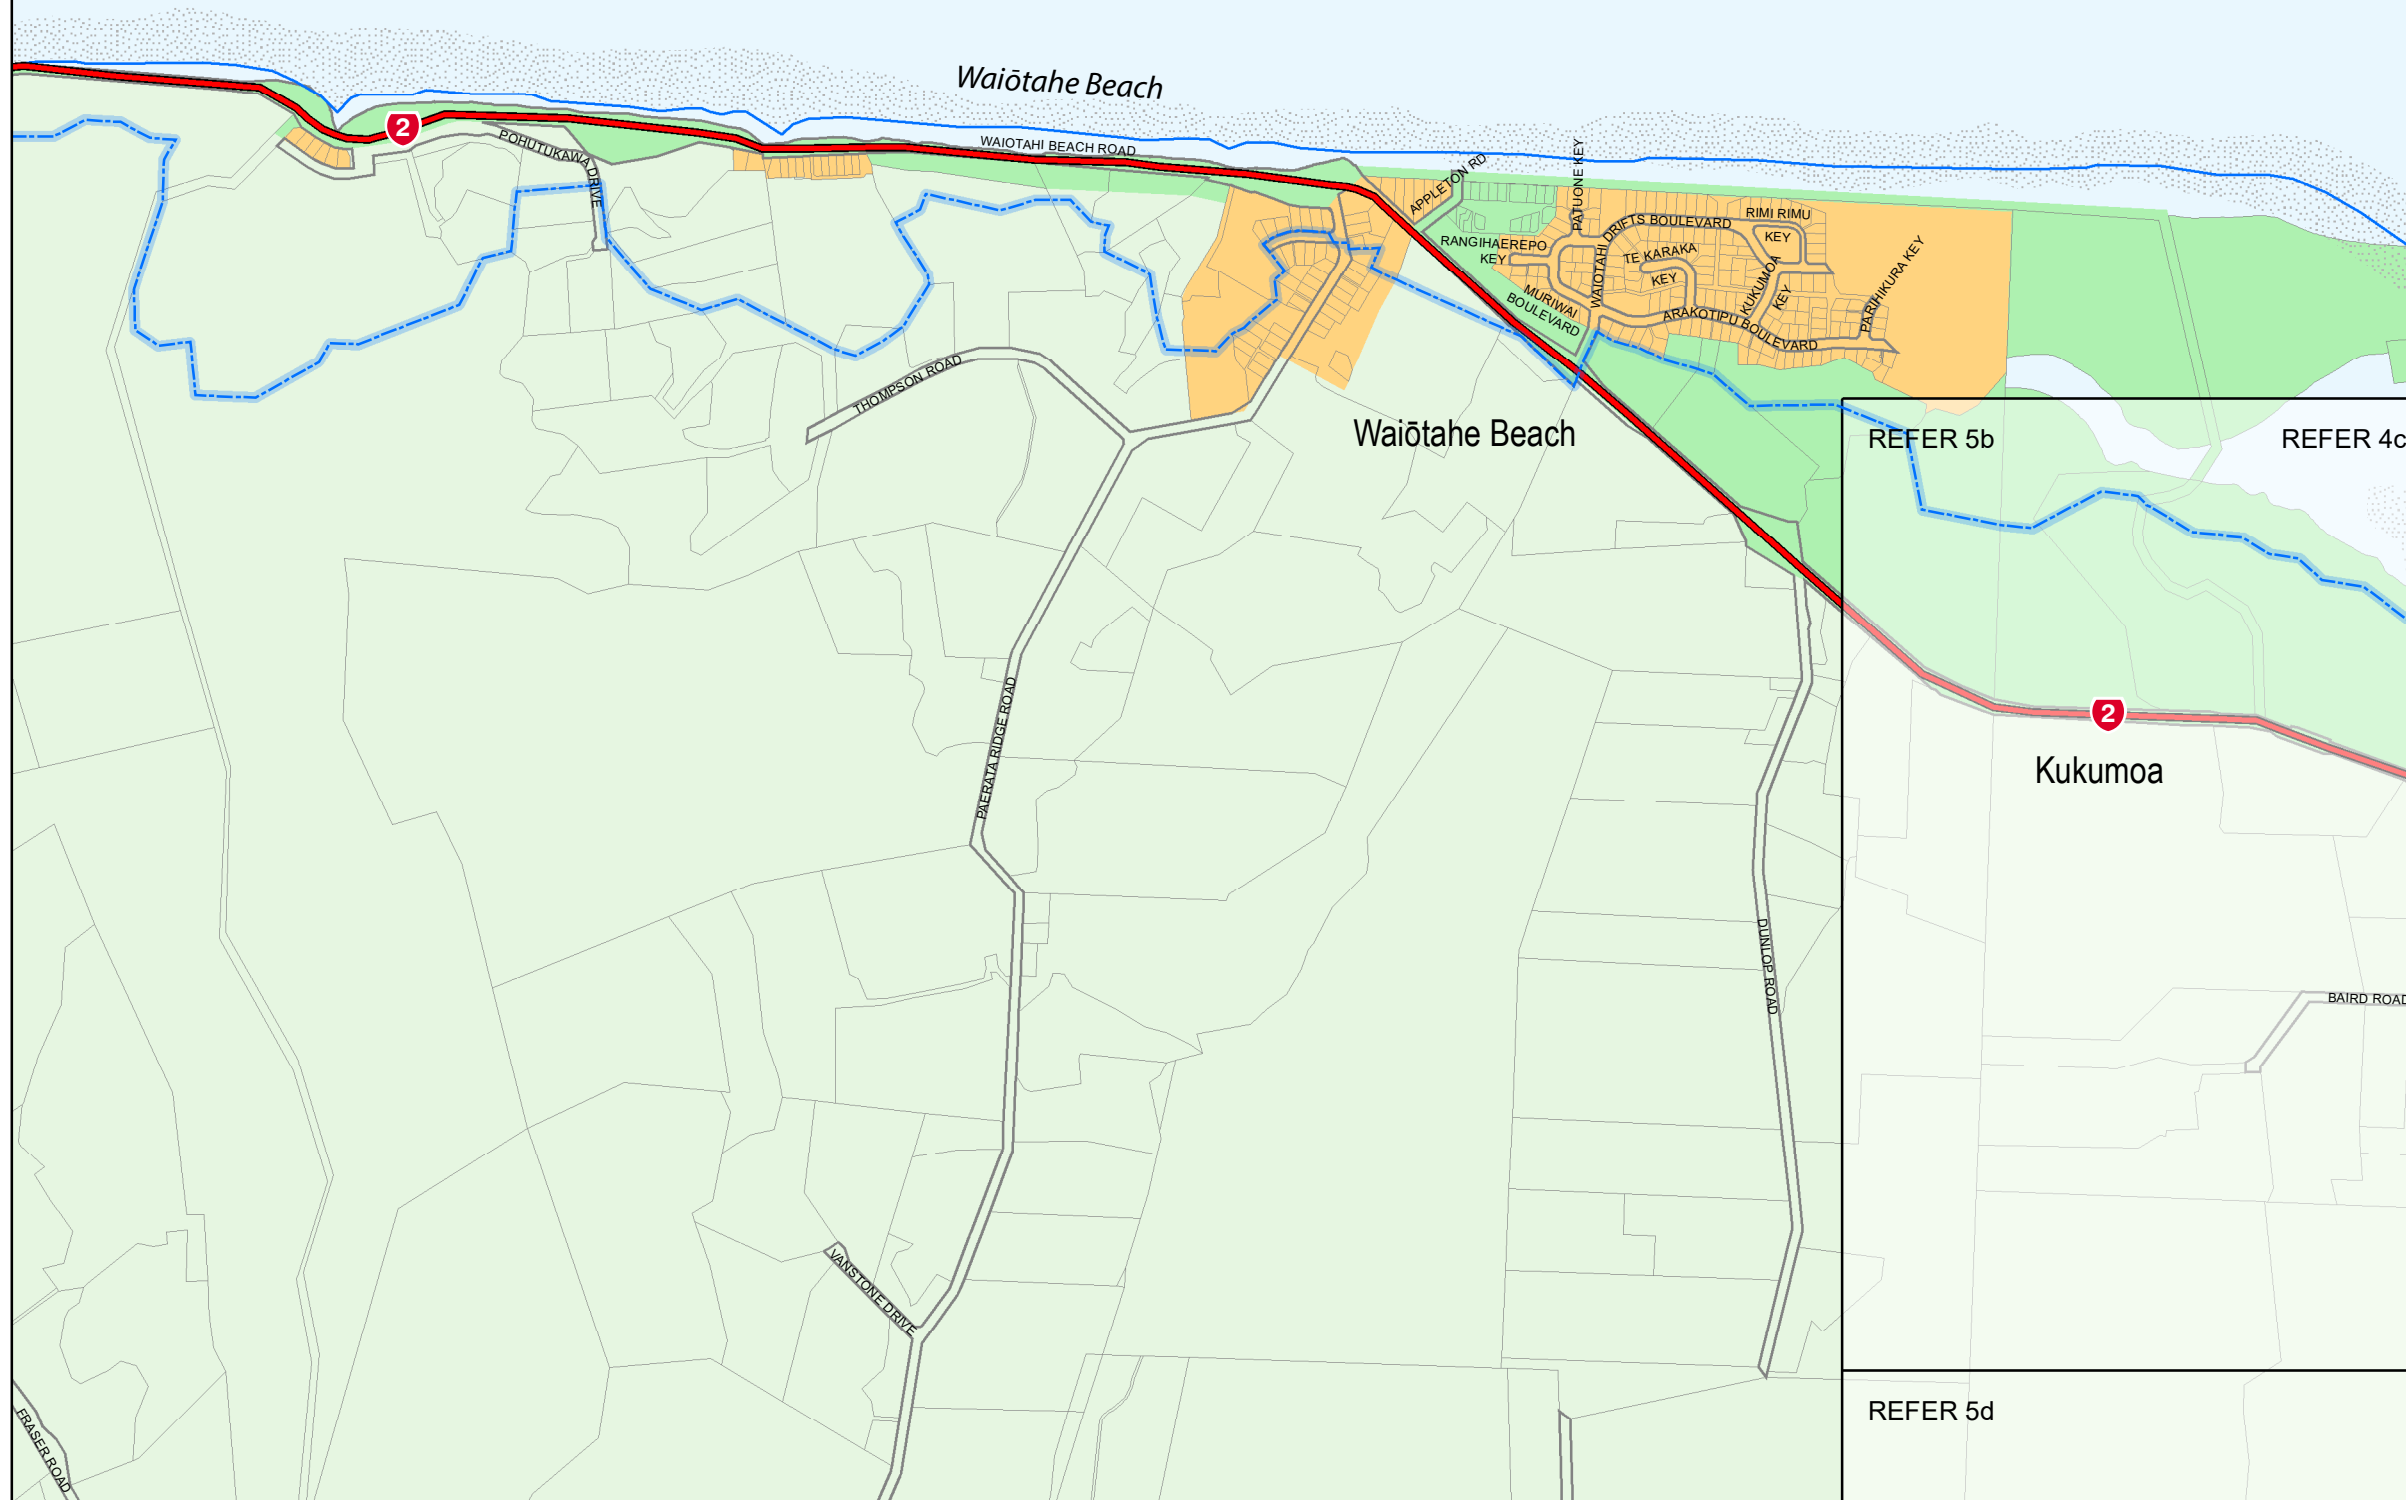 Waiōtahe Beach
2
POHUTUKAWA DRIVE
WAIOTAHI BEACH ROAD
APPLETON RD
PATUONE KEY
WAIOTAHI DRIFTS BOULEVARD
RIMI RIMU
KEY
RANGIHAEREPO
KEY
TE KARAKA
KEY
KUKUMOA
KEY
PARIHIKURA KEY
MURIWAI
BOULEVARD
ARAKOTIPU BOULEVARD
THOMPSON ROAD
Waiōtahe Beach
REFER 5b
REFER 4c
PAERATA RIDGE ROAD
2
Kukumoa
DUNLOP ROAD
BAIRD ROAD
VANSTONE DRIVE
FRASER ROAD
REFER 5d